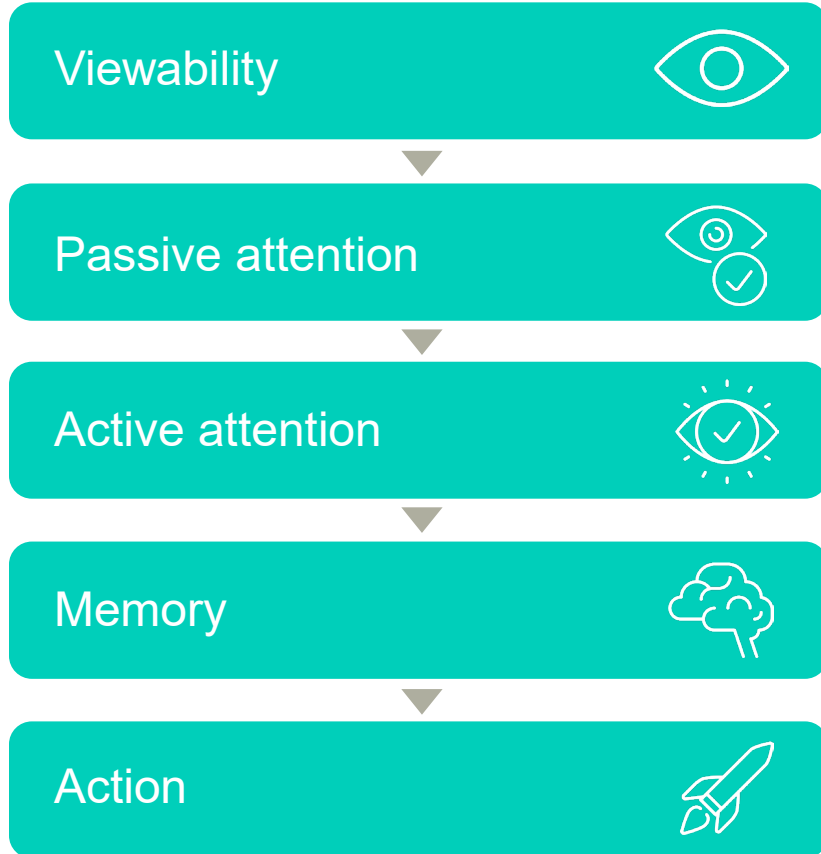 Viewability
Passive attention
Active attention
Memory
Action